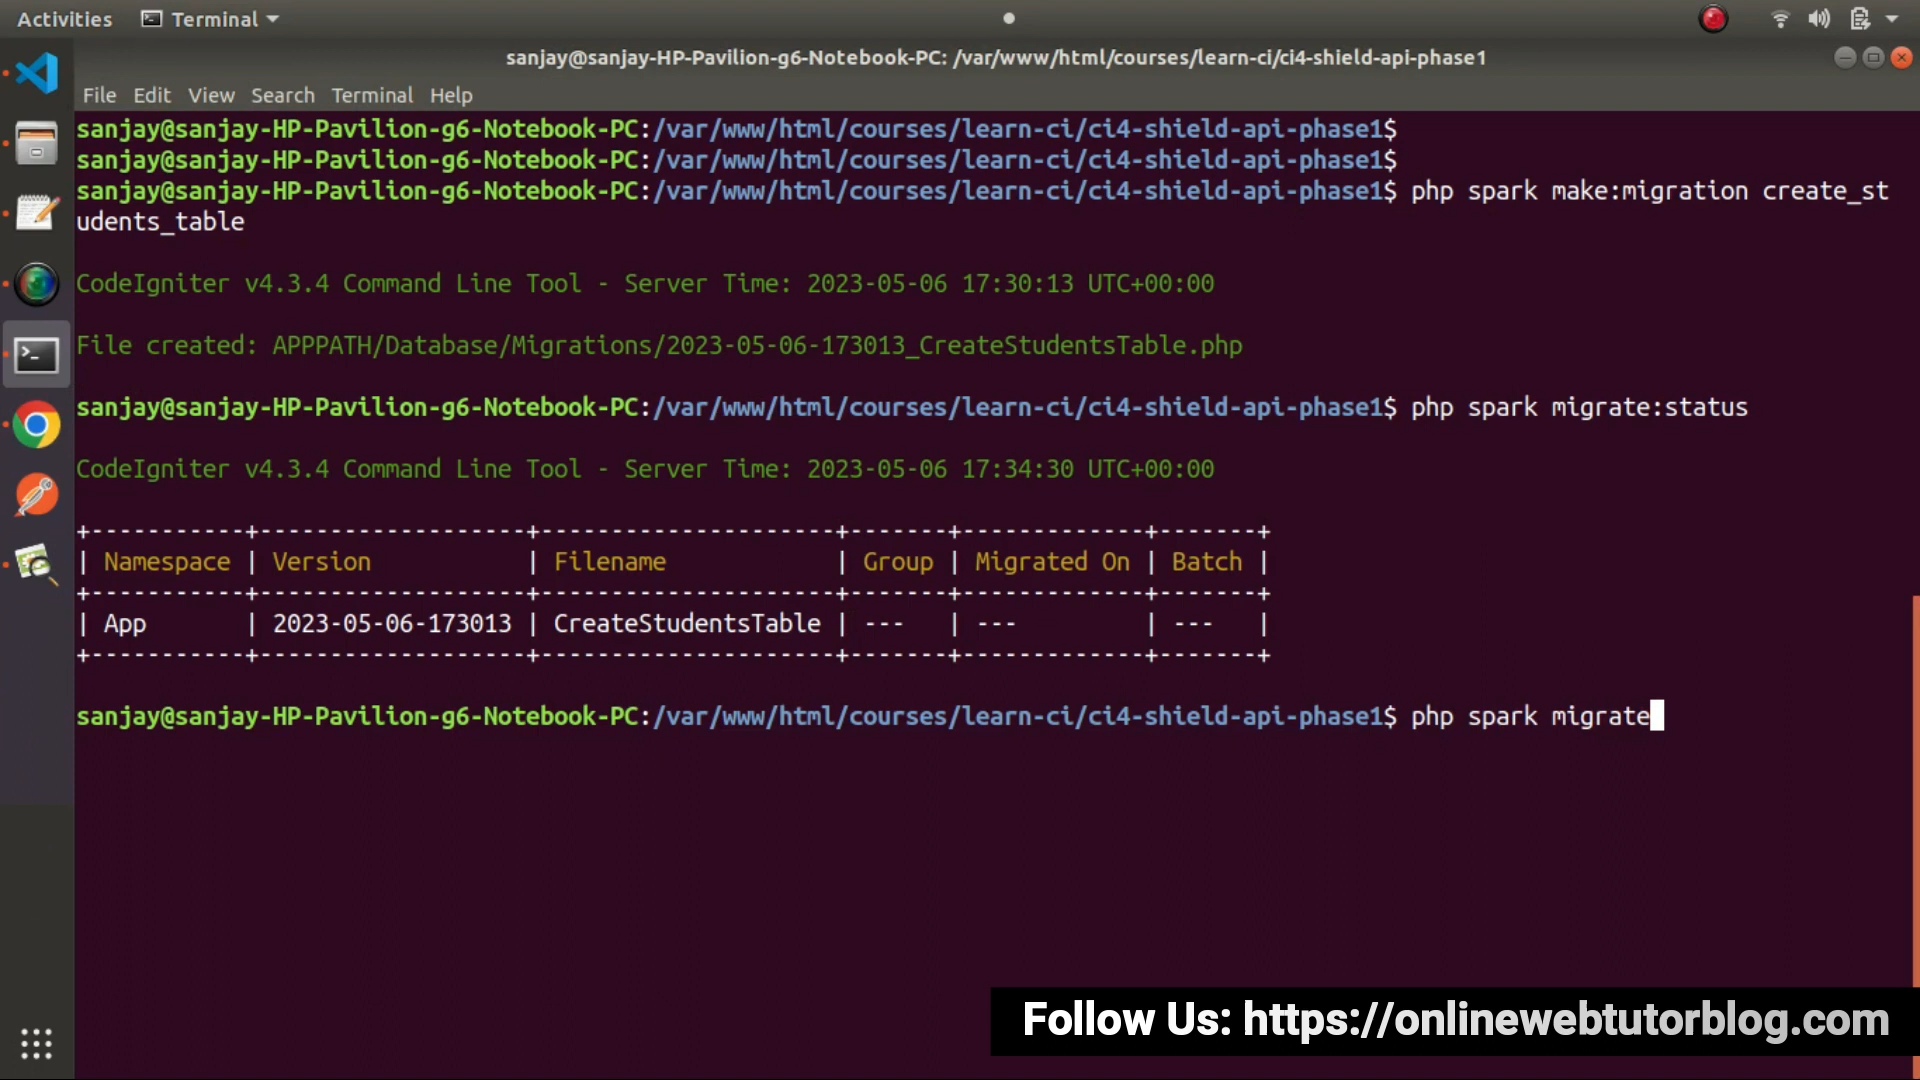 Activities Terminal
sanjay@sanjay-HP-Pavilion-g6-Notebook-PC: /var/www/html/courses/learn-ci/ci4-shield-api-phase1
File Edit View Search Terminal Help
sanjay@sanjay-HP-Pavilion-g6-Notebook-PC:/var/www/html/courses/learn-ci/ci4-shield-api-phase1$
sanjay@sanjay-HP-Pavilion-g6-Notebook-PC:/var/www/html/courses/learn-ci/ci4-shield-api-phase1$
sanjay@sanjay-HP-Pavilion-g6-Notebook-PC:/var/www/html/courses/learn-ci/ci4-shield-api-phase1$ php spark make:migration create_st
udents_table
CodeIgniter v4.3.4 Command Line Tool - Server Time: 2023-05-06 17:30:13 UTC+00:00
File created: APPPATH/Database/Migrations/2023-05-06-173013_CreateStudentsTable.php
sanjay@sanjay-HP-Pavilion-g6-Notebook-PC:/var/www/html/courses/learn-ci/ci4-shield-api-phase1$ php spark migrate:status
CodeIgniter v4.3.4 Command Line Tool - Server Time: 2023-05-06 17:34:30 UTC+00:00
+-----------+-------------------+---------------------+-------+-------------+-------+
| Namespace | Version           | Filename            | Group | Migrated On | Batch |
+-----------+-------------------+---------------------+-------+-------------+-------+
| App       | 2023-05-06-173013 | CreateStudentsTable | ---   | ---         | ---   |
+-----------+-------------------+---------------------+-------+-------------+-------+
sanjay@sanjay-HP-Pavilion-g6-Notebook-PC:/var/www/html/courses/learn-ci/ci4-shield-api-phase1$ php spark migrate
Follow Us: https://onlinewebtutorblog.com